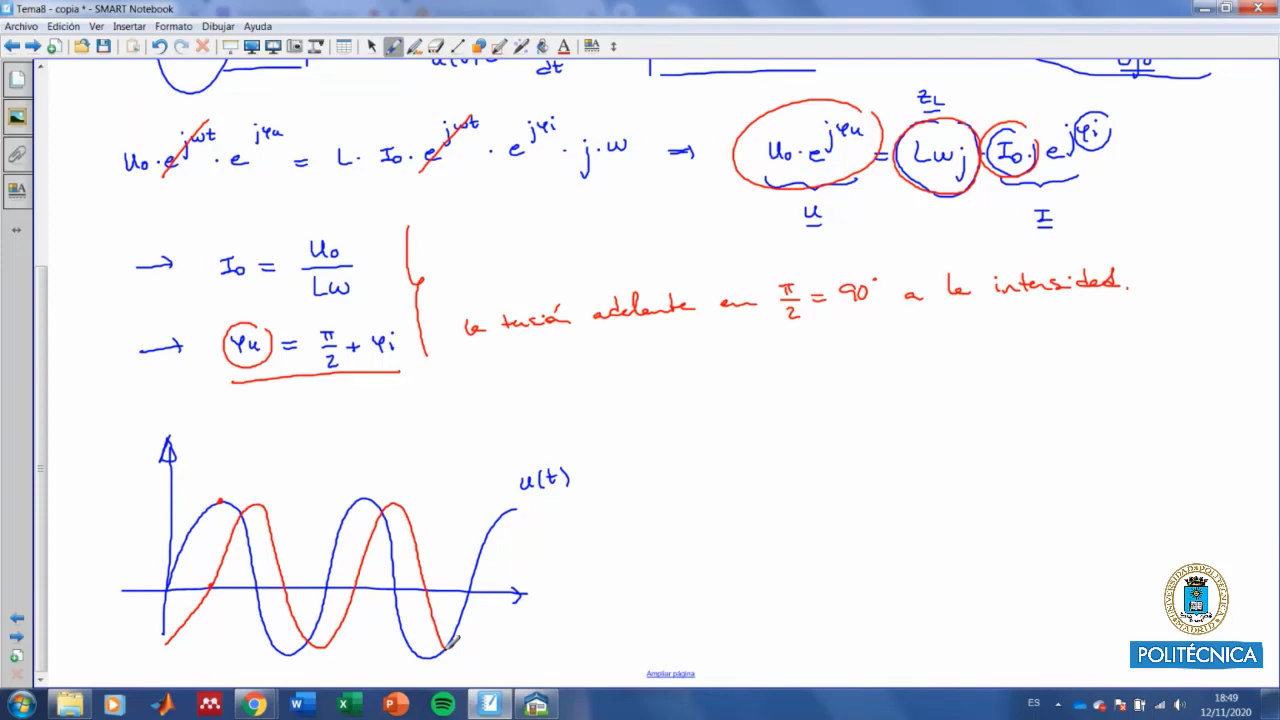 Tema8 - copia * - SMART Notebook
Archivo Edición Ver Insertar Formato Dibujar Ayuda
dt
Z_L
U₀ · e^{jωt} · e^{jφu} = L · I₀ · e^{jωt} · e^{jφi} · j · ω ⇒ U₀ · e^{jφu} = Lωj · I₀ · e^{jφi}
U I
→ I₀ = U₀ / Lω
→ φu = π/2 + φi
la tensión adelanta en π/2 = 90° a la intensidad.
u(t)
POLITÉCNICA
Ampliar página
ES 18:49
12/11/2020